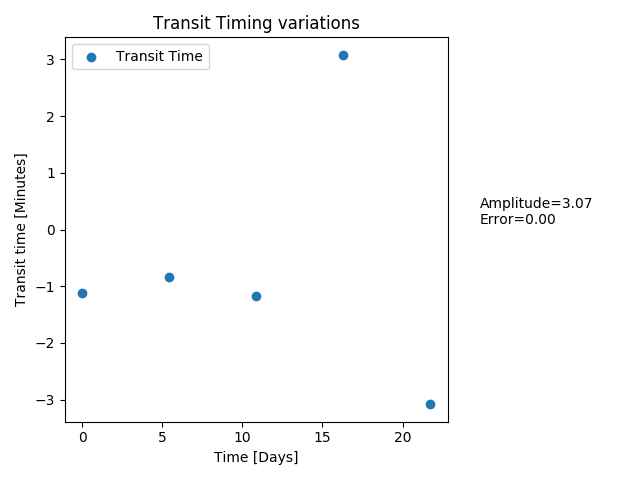 Transit Timing variations
Transit Time
3
2
1
0
−1
−2
−3
Transit time [Minutes]
0
5
10
15
20
Time [Days]
Amplitude=3.07
Error=0.00